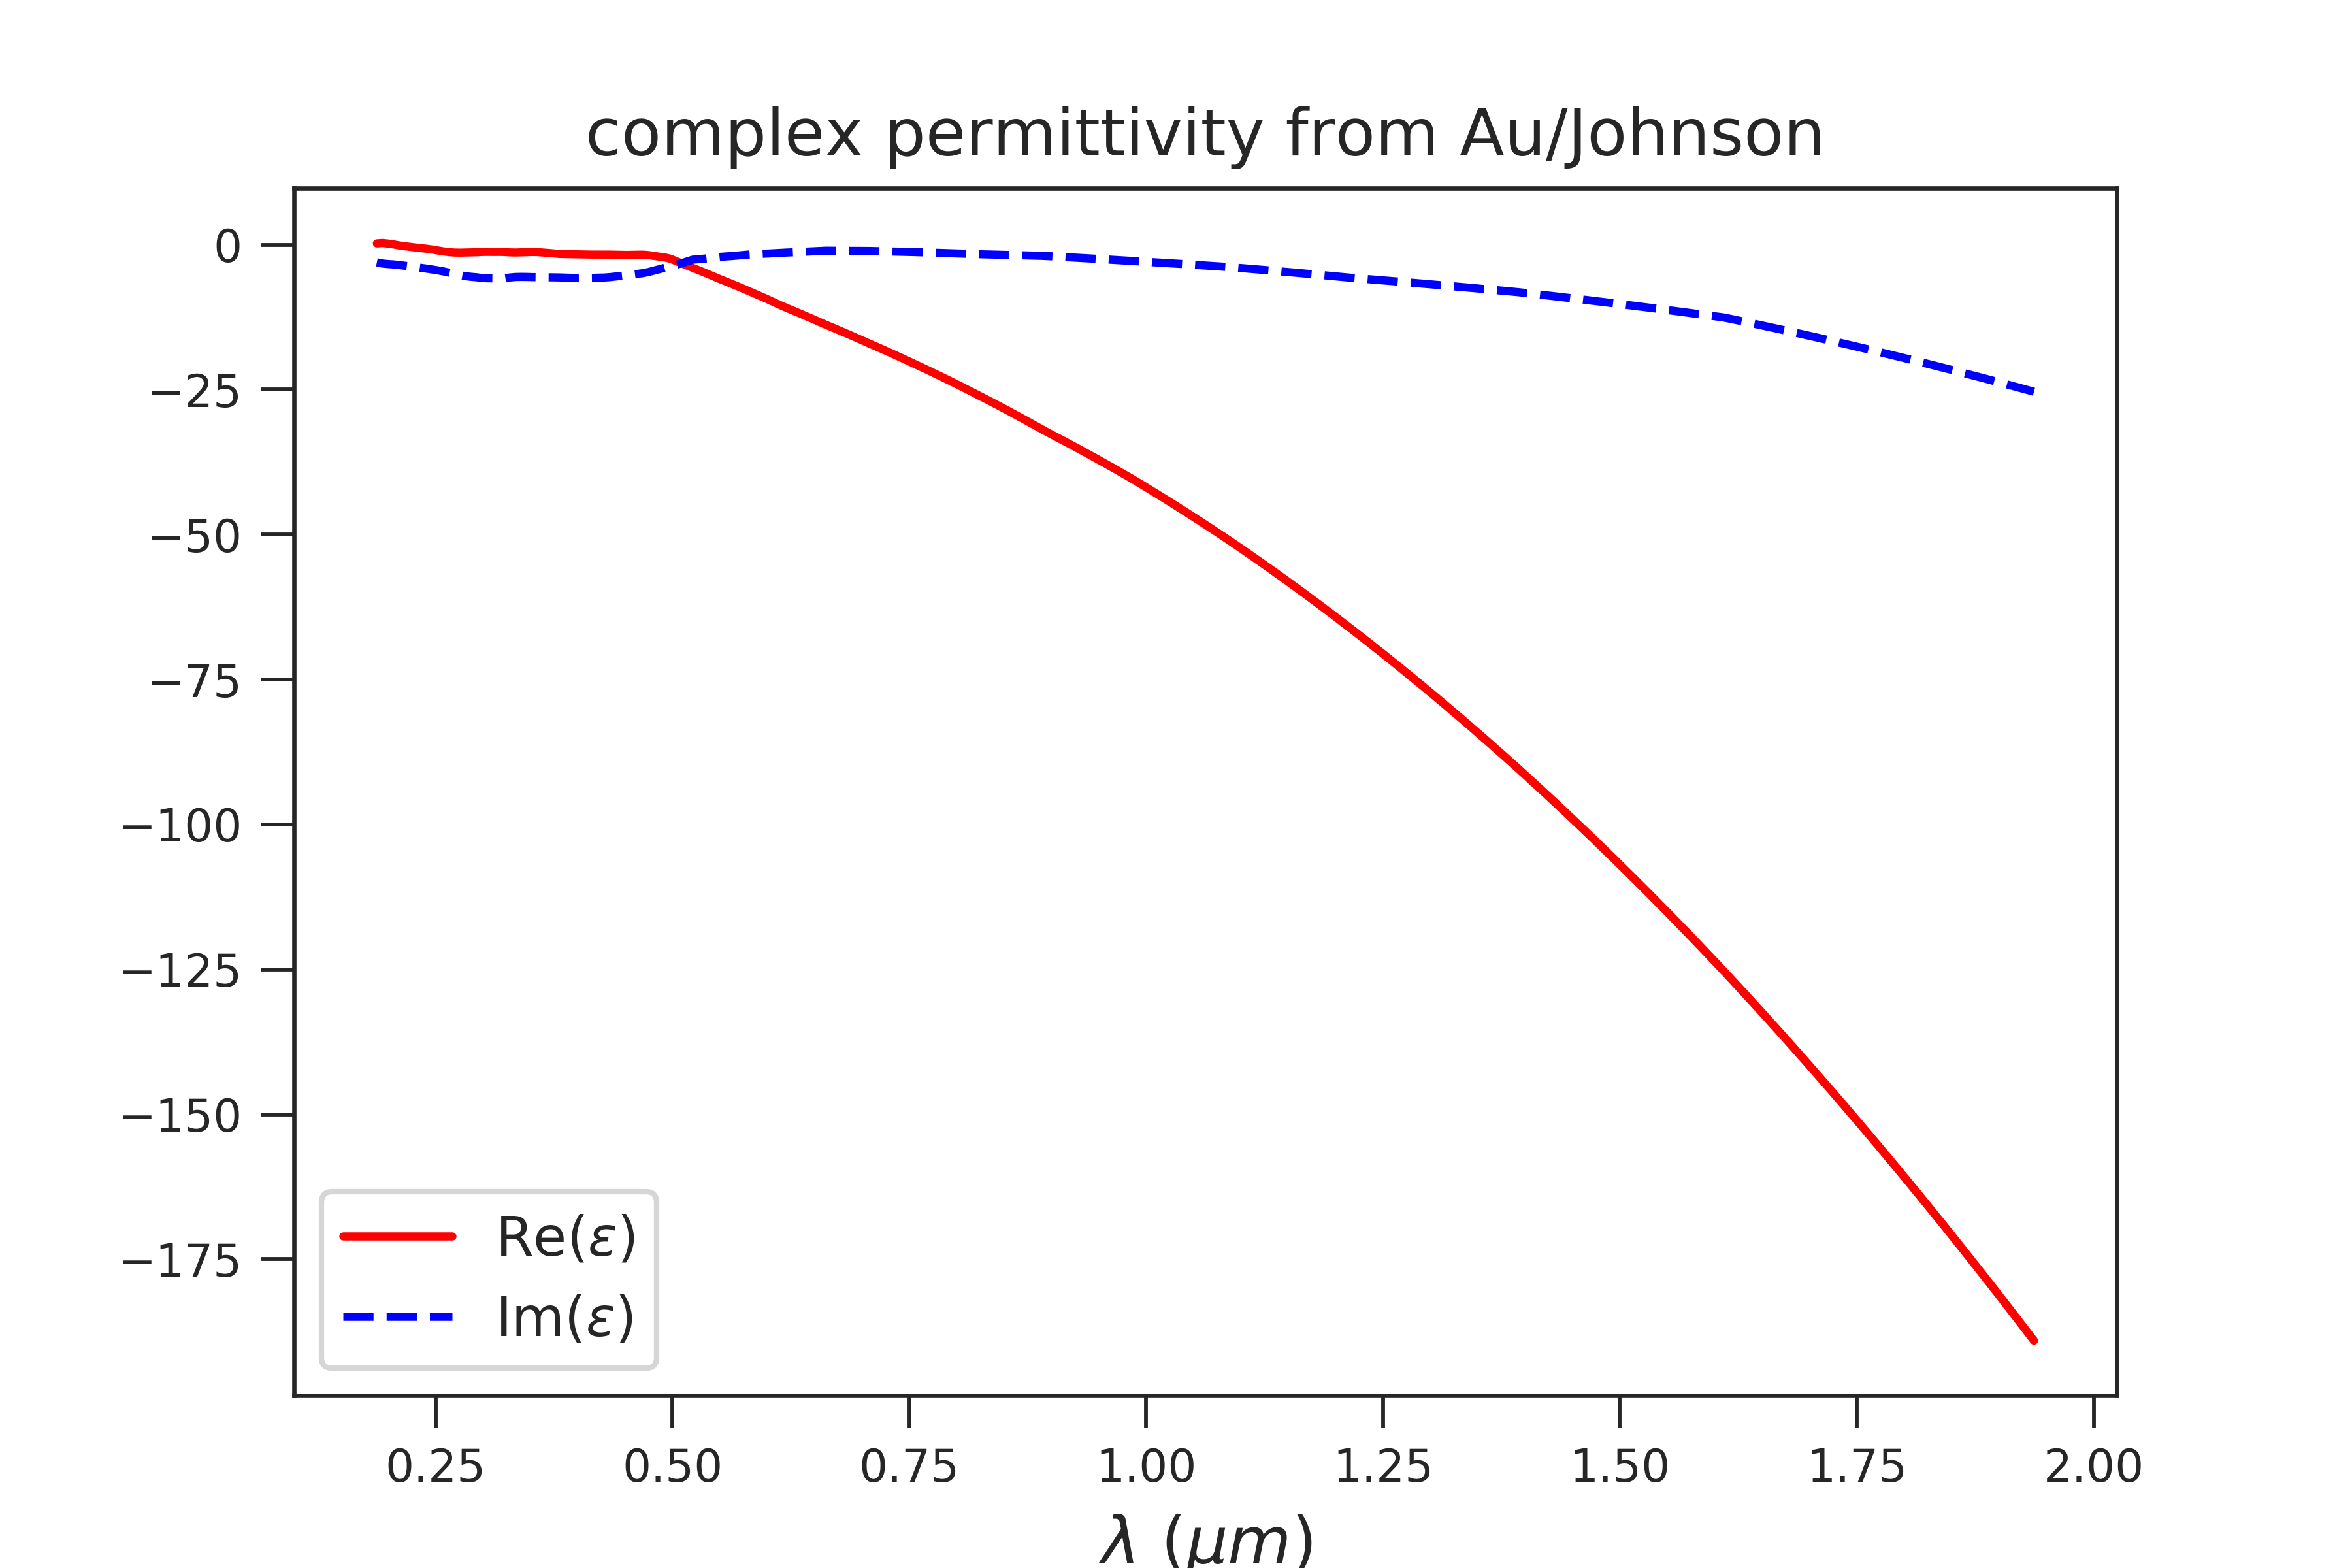 complex permittivity from Au/Johnson
0
−25
−50
−75
−100
−125
−150
−175
Re(ε)
Im(ε)
0.25 0.50 0.75 1.00 1.25 1.50 1.75 2.00
λ (μm)